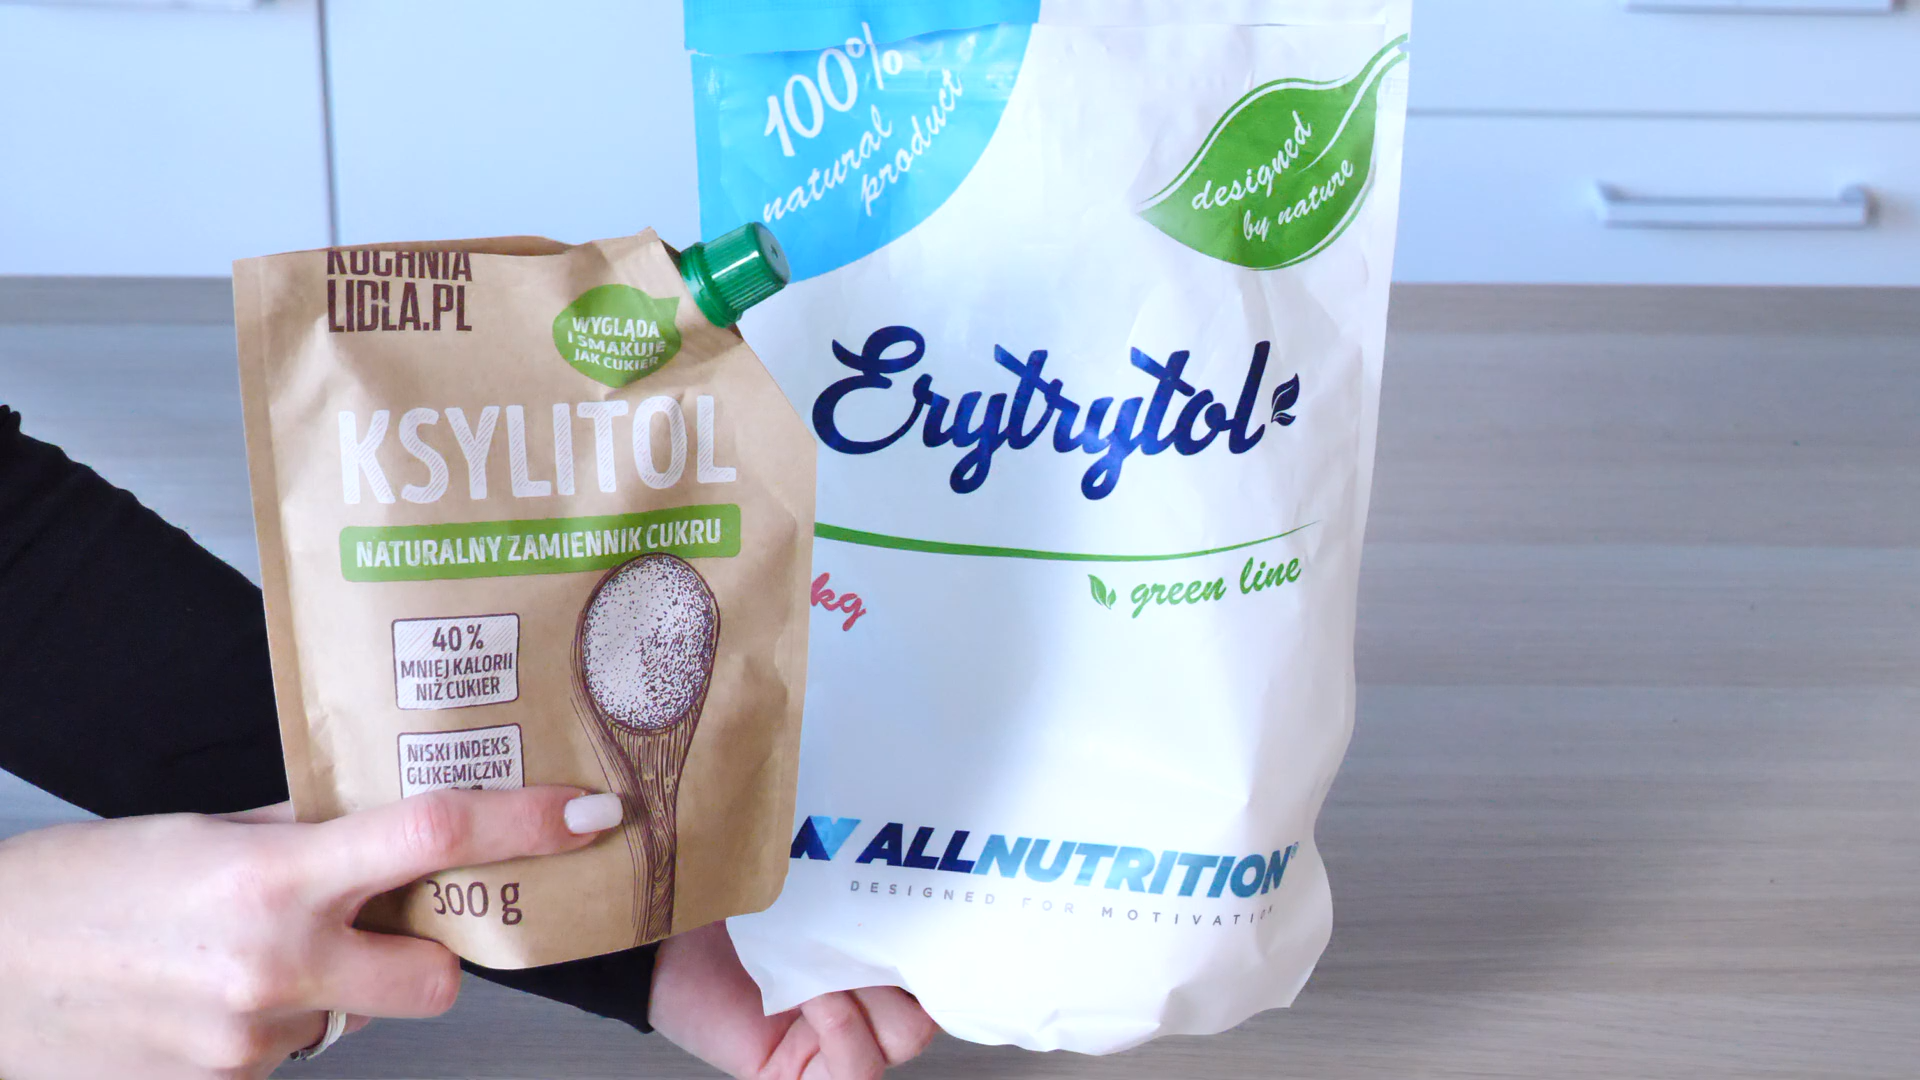 KUCHNIA
LIDLA.PL
WYGLĄDA
I SMAKUJE
JAK CUKIER
KSYLITOL
NATURALNY ZAMIENNIK CUKRU
40%
MNIEJ KALORII
NIŻ CUKIER
NISKI INDEKS
GLIKEMICZNY
300 g
100%
natural
product
designed
by nature
Erytrytol
kg
green line
ALLNUTRITION®
DESIGNED FOR MOTIVATION